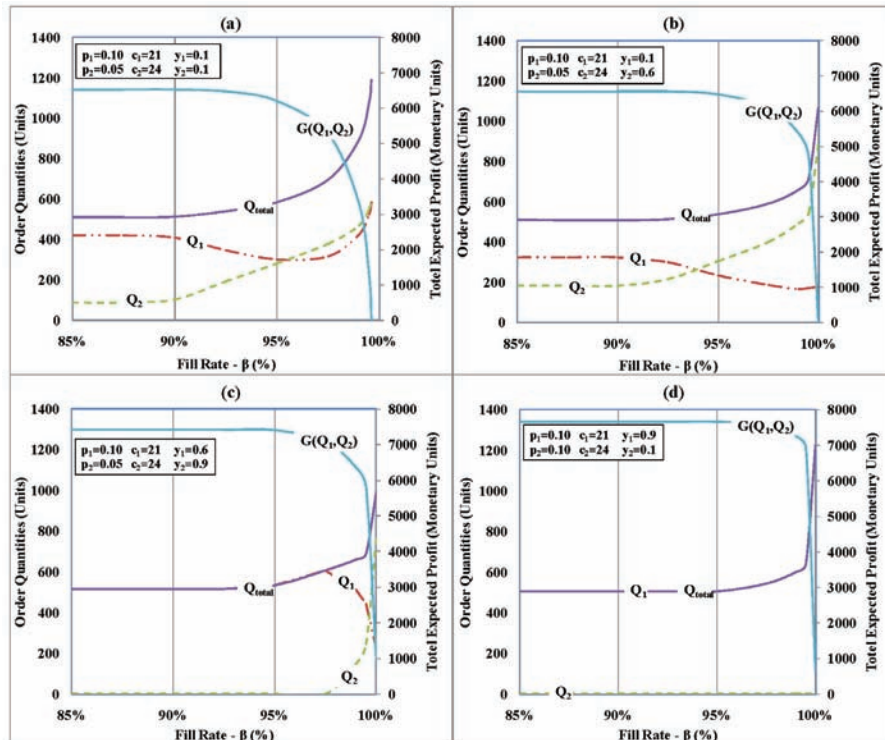 (a)
p1=0.10 c1=21 y1=0.1
p2=0.05 c2=24 y2=0.1
G(Q1,Q2)
Qtotal
Q1
Q2
Order Quantities (Units)
1400
1200
1000
800
600
400
200
0
Totel Expected Profit (Monetary Units)
8000
7000
6000
5000
4000
3000
2000
1000
0
85% 90% 95% 100%
Fill Rate - β (%)
(b)
p1=0.10 c1=21 y1=0.1
p2=0.05 c2=24 y2=0.6
G(Q1,Q2)
Qtotal
Q1
Q2
Order Quantities (Units)
1400
1200
1000
800
600
400
200
0
Totel Expected Profit (Monetary Units)
8000
7000
6000
5000
4000
3000
2000
1000
0
85% 90% 95% 100%
Fill Rate - β (%)
(c)
p1=0.10 c1=21 y1=0.6
p2=0.05 c2=24 y2=0.9
G(Q1,Q2)
Qtotal
Q1
Q2
Order Quantities (Units)
1400
1200
1000
800
600
400
200
0
Totel Expected Profit (Monetary Units)
8000
7000
6000
5000
4000
3000
2000
1000
0
85% 90% 95% 100%
Fill Rate - β (%)
(d)
p1=0.10 c1=21 y1=0.9
p2=0.10 c2=24 y2=0.1
G(Q1,Q2)
Q1
Qtotal
Q2
Order Quantities (Units)
1400
1200
1000
800
600
400
200
0
Totel Expected Profit (Monetary Units)
8000
7000
6000
5000
4000
3000
2000
1000
0
85% 90% 95% 100%
Fill Rate - β (%)